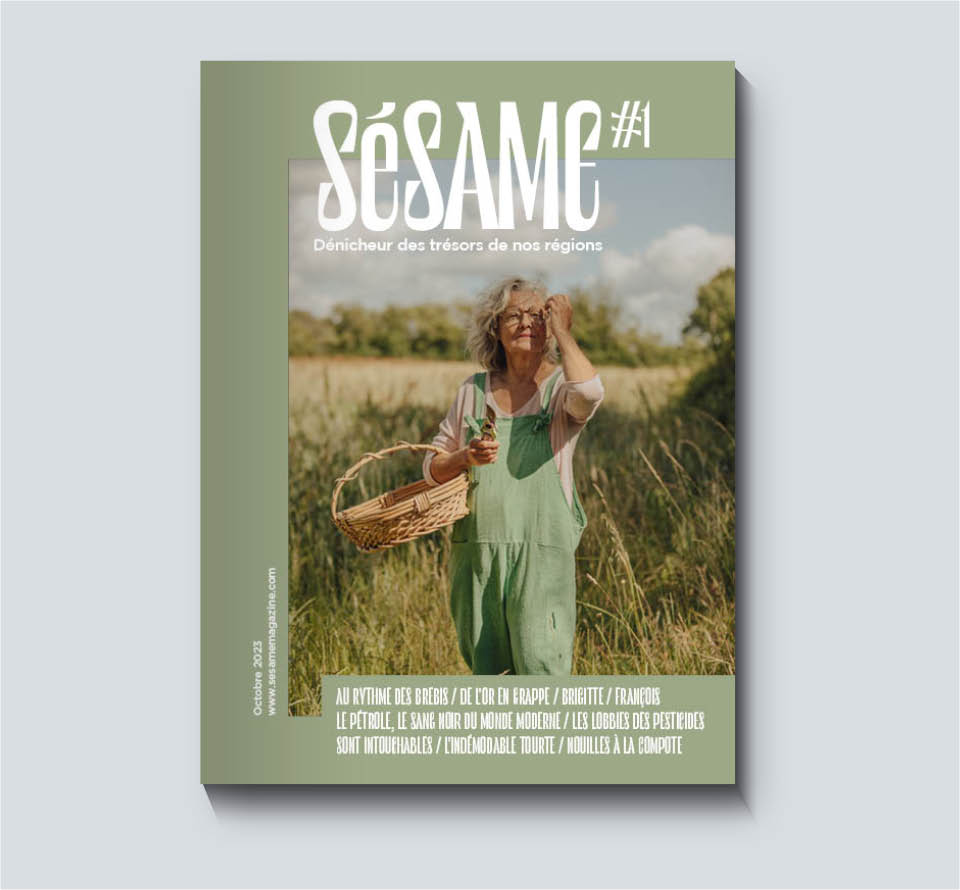 SéSAME #1
Dénicheur des trésors de nos régions
Octobre 2023
www.sesamemagazine.com
AU RYTHME DES BREBIS / DE L'OR EN GRAPPE / BRIGITTE / FRANÇOIS
LE PÉTROLE, LE SANG NOIR DU MONDE MODERNE / LES LOBBIES DES PESTICIDES
SONT INTOUCHABLES / L'INDÉMODABLE TOURTE / NOUILLES À LA COMPOTE